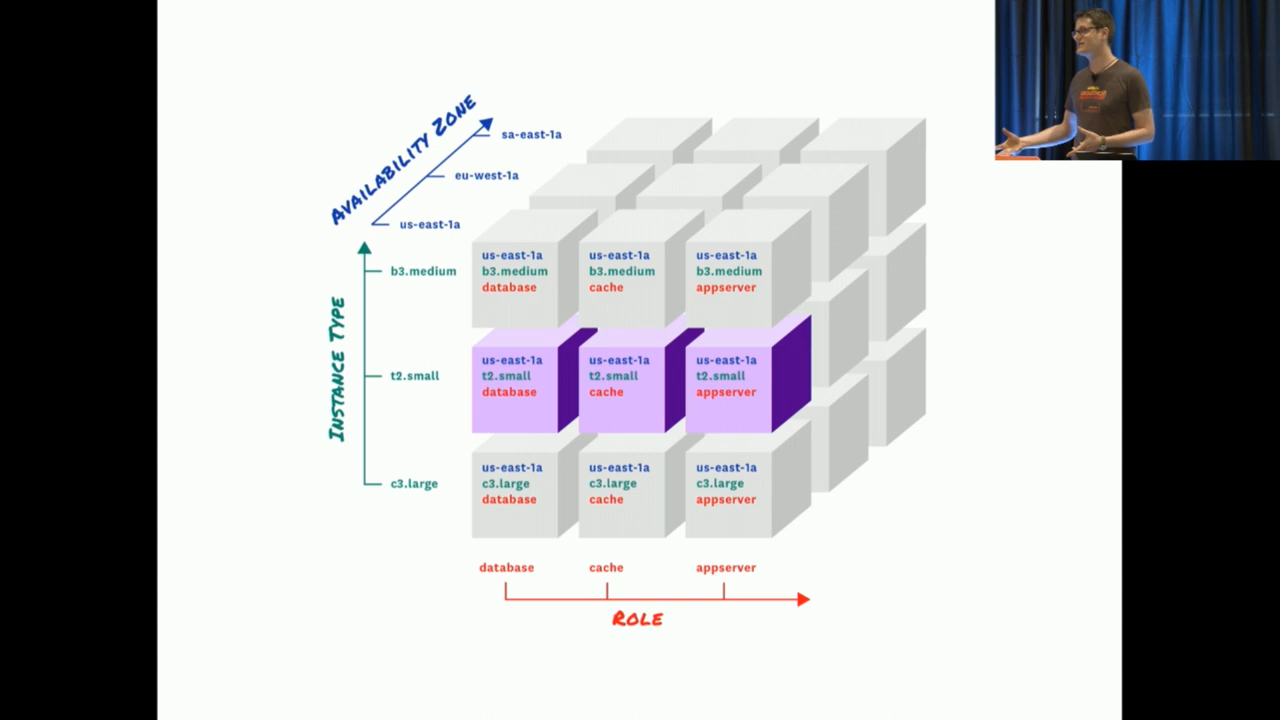 AVAILABILITY ZONE
sa-east-1a
eu-west-1a
us-east-1a
INSTANCE TYPE
b3.medium
t2.small
c3.large
us-east-1a
b3.medium
database
us-east-1a
b3.medium
cache
us-east-1a
b3.medium
appserver
us-east-1a
t2.small
database
us-east-1a
t2.small
cache
us-east-1a
t2.small
appserver
us-east-1a
c3.large
database
us-east-1a
c3.large
cache
us-east-1a
c3.large
appserver
database
cache
appserver
ROLE